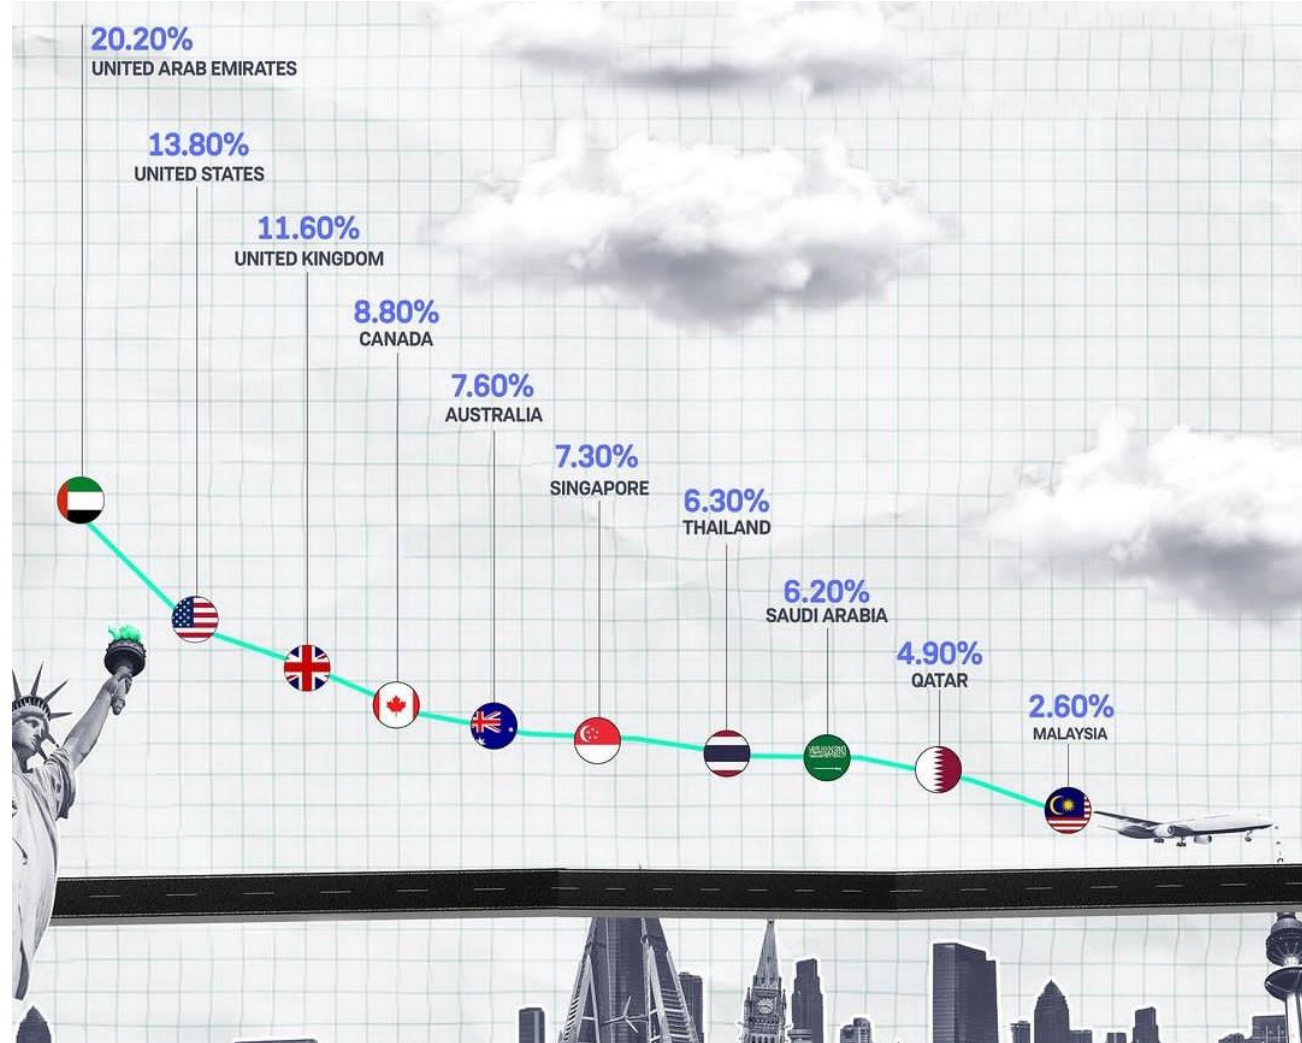 20.20%
UNITED ARAB EMIRATES
13.80%
UNITED STATES
11.60%
UNITED KINGDOM
8.80%
CANADA
7.60%
AUSTRALIA
7.30%
SINGAPORE
6.30%
THAILAND
6.20%
SAUDI ARABIA
4.90%
QATAR
2.60%
MALAYSIA